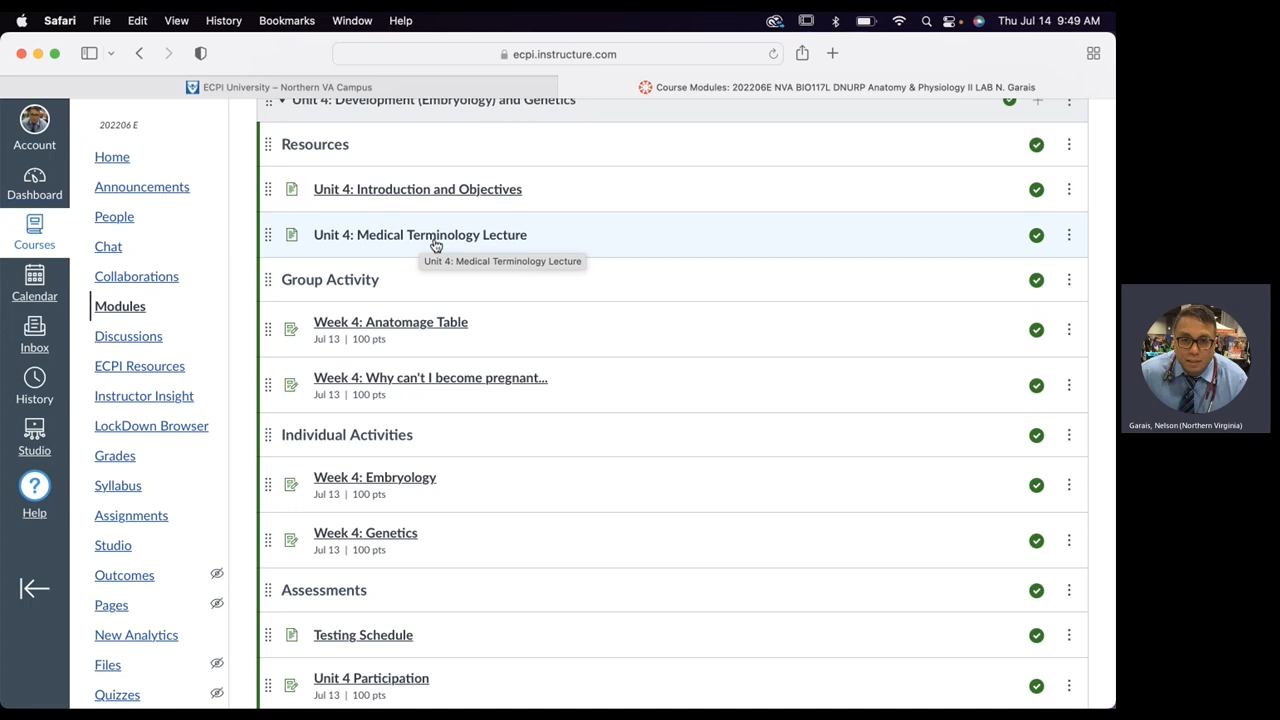 Safari File Edit View History Bookmarks Window Help Thu Jul 14 9:49 AM
ecpi.instructure.com
ECPI University – Northern VA Campus
Course Modules: 202206E NVA BIO117L DNURP Anatomy & Physiology II LAB N. Garais
Account
Dashboard
Courses
Calendar
Inbox
History
Studio
Help
202206 E
Home
Announcements
People
Chat
Collaborations
Modules
Discussions
ECPI Resources
Instructor Insight
LockDown Browser
Grades
Syllabus
Assignments
Studio
Outcomes
Pages
New Analytics
Files
Quizzes
Unit 4: Development (Embryology) and Genetics
Resources
Unit 4: Introduction and Objectives
Unit 4: Medical Terminology Lecture
Unit 4: Medical Terminology Lecture
Group Activity
Week 4: Anatomage Table
Jul 13 | 100 pts
Week 4: Why can't I become pregnant...
Jul 13 | 100 pts
Individual Activities
Week 4: Embryology
Jul 13 | 100 pts
Week 4: Genetics
Jul 13 | 100 pts
Assessments
Testing Schedule
Unit 4 Participation
Jul 13 | 100 pts
Garais, Nelson (Northern Virginia)